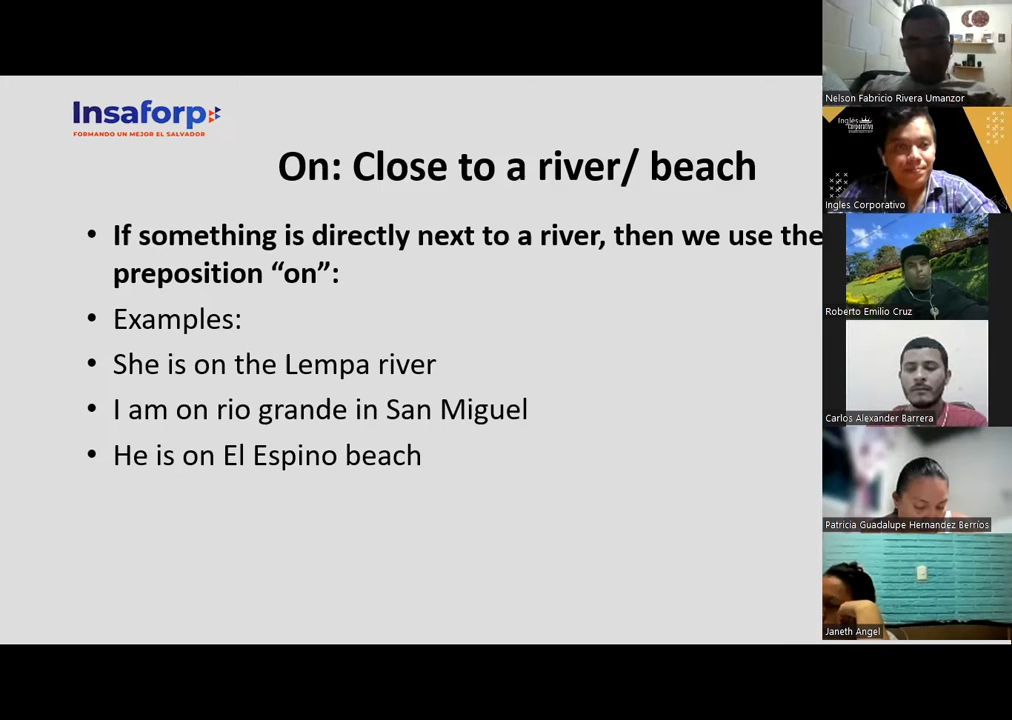 Insaforp
FORMANDO UN MEJOR EL SALVADOR
On: Close to a river/ beach
• If something is directly next to a river, then we use the
preposition “on”:
• Examples:
• She is on the Lempa river
• I am on rio grande in San Miguel
• He is on El Espino beach
Nelson Fabricio Rivera Umanzor
Inglés
Corporativo
Ingles Corporativo
Roberto Emilio Cruz
Carlos Alexander Barrera
Patricia Guadalupe Hernandez Berríos
Janeth Angel